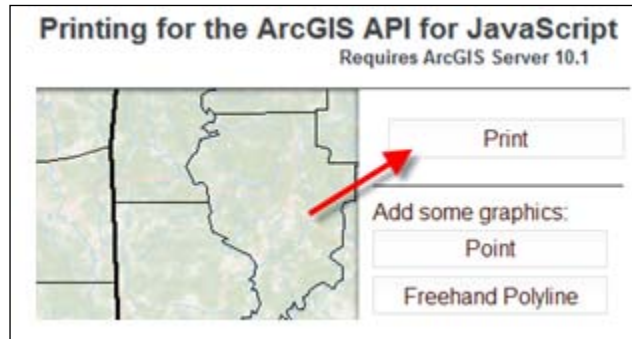 Printing for the ArcGIS API for JavaScript
Requires ArcGIS Server 10.1
Print
Add some graphics:
Point
Freehand Polyline